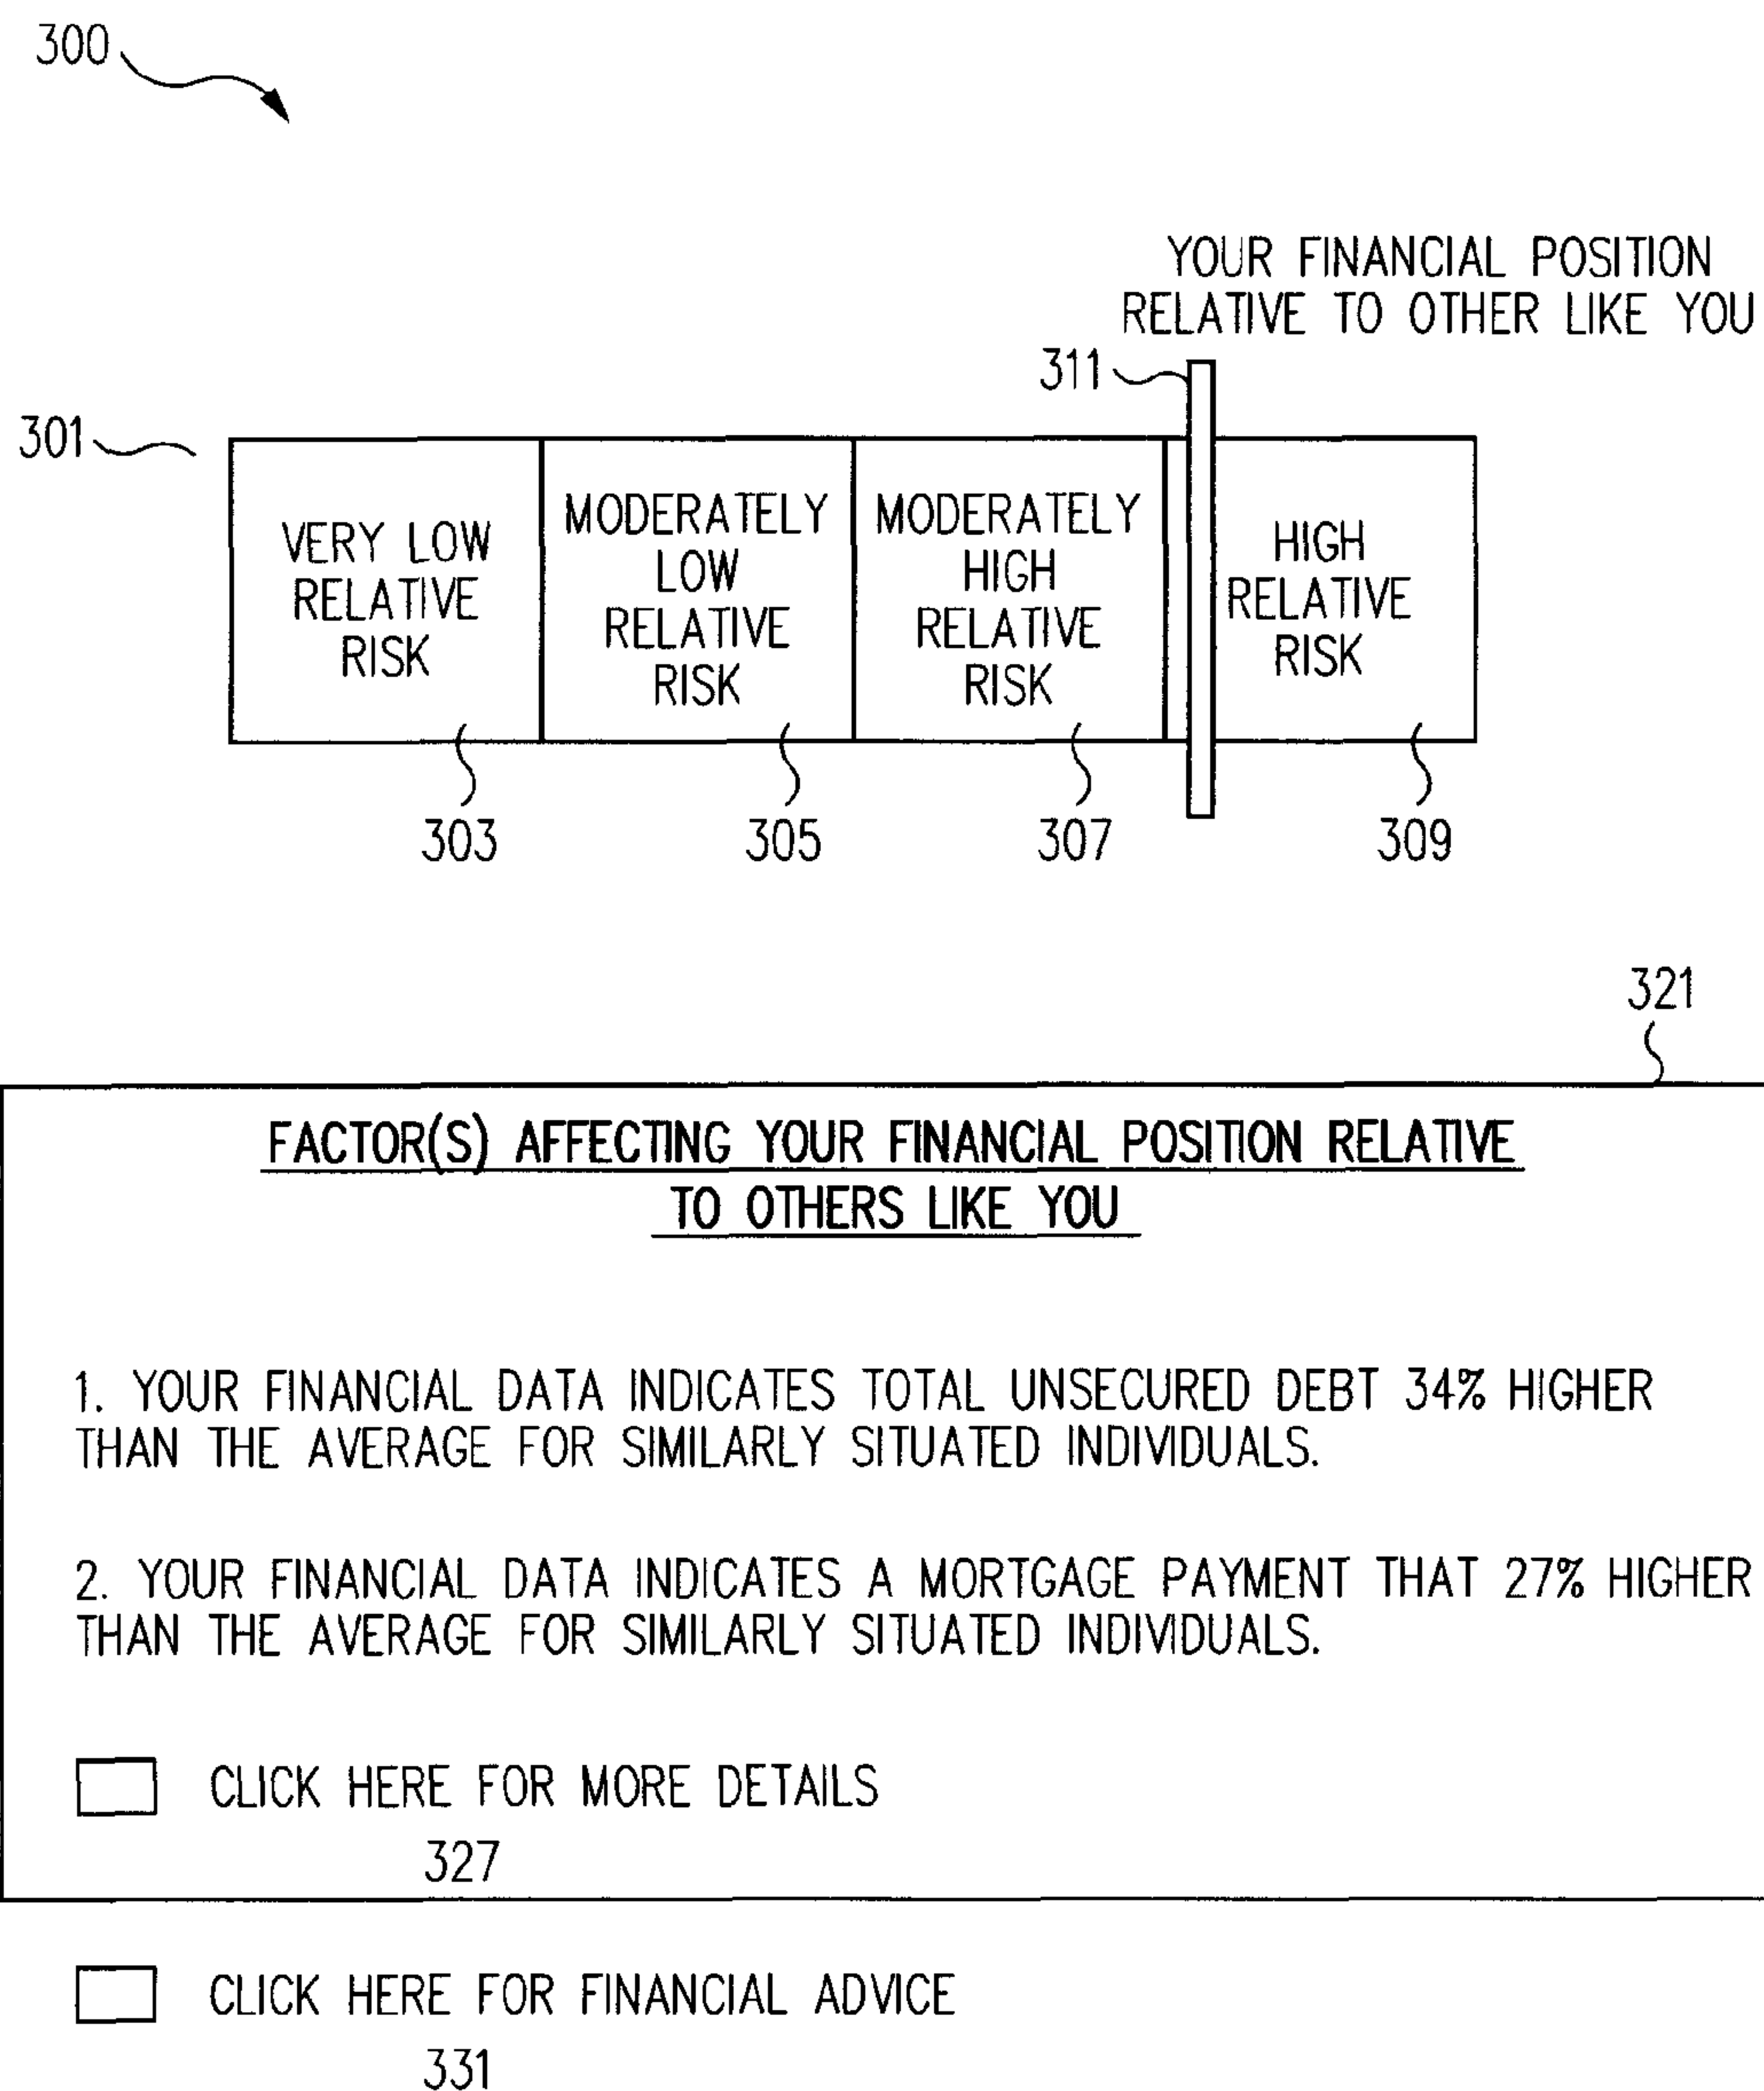 300
YOUR FINANCIAL POSITION
RELATIVE TO OTHER LIKE YOU
311
301
VERY LOW
RELATIVE
RISK
MODERATELY
LOW
RELATIVE
RISK
MODERATELY
HIGH
RELATIVE
RISK
HIGH
RELATIVE
RISK
303
305
307
309
321
FACTOR(S) AFFECTING YOUR FINANCIAL POSITION RELATIVE
TO OTHERS LIKE YOU
1. YOUR FINANCIAL DATA INDICATES TOTAL UNSECURED DEBT 34% HIGHER
THAN THE AVERAGE FOR SIMILARLY SITUATED INDIVIDUALS.
2. YOUR FINANCIAL DATA INDICATES A MORTGAGE PAYMENT THAT 27% HIGHER
THAN THE AVERAGE FOR SIMILARLY SITUATED INDIVIDUALS.
CLICK HERE FOR MORE DETAILS
327
CLICK HERE FOR FINANCIAL ADVICE
331